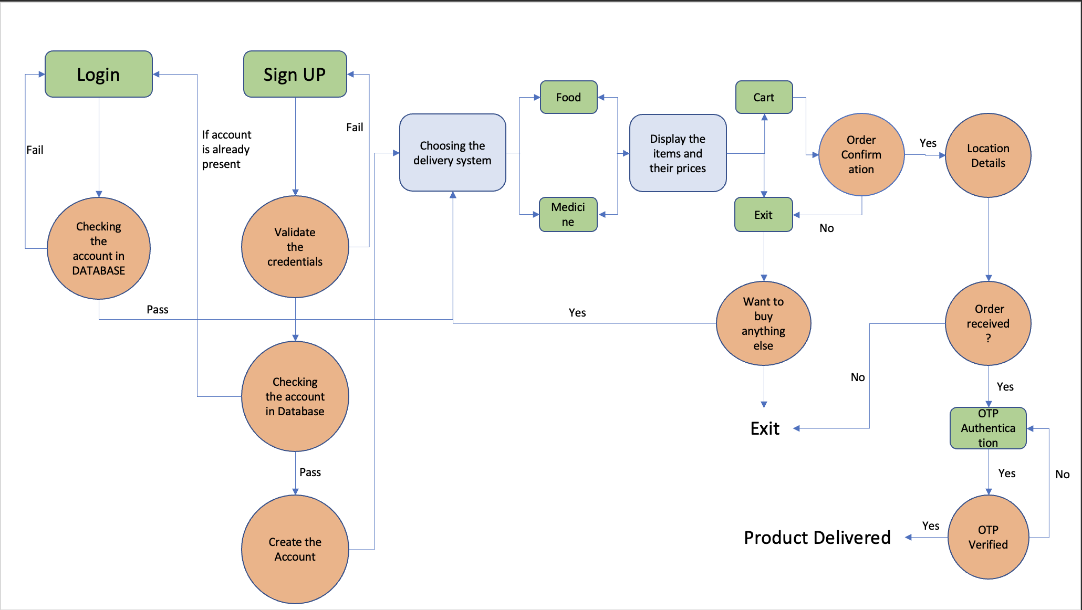 Login
Sign UP
Fail
If account
is already
present
Fail
Checking
the
account in
DATABASE
Validate
the
credentials
Pass
Checking
the account
in Database
Pass
Create the
Account
Choosing the
delivery system
Food
Medici
ne
Display the
items and
their prices
Cart
Exit
Order
Confirm
ation
Yes
No
Location
Details
Want to
buy
anything
else
Yes
Exit
Order
received
?
No
Yes
OTP
Authentica
tion
Yes
No
OTP
Verified
Yes
Product Delivered